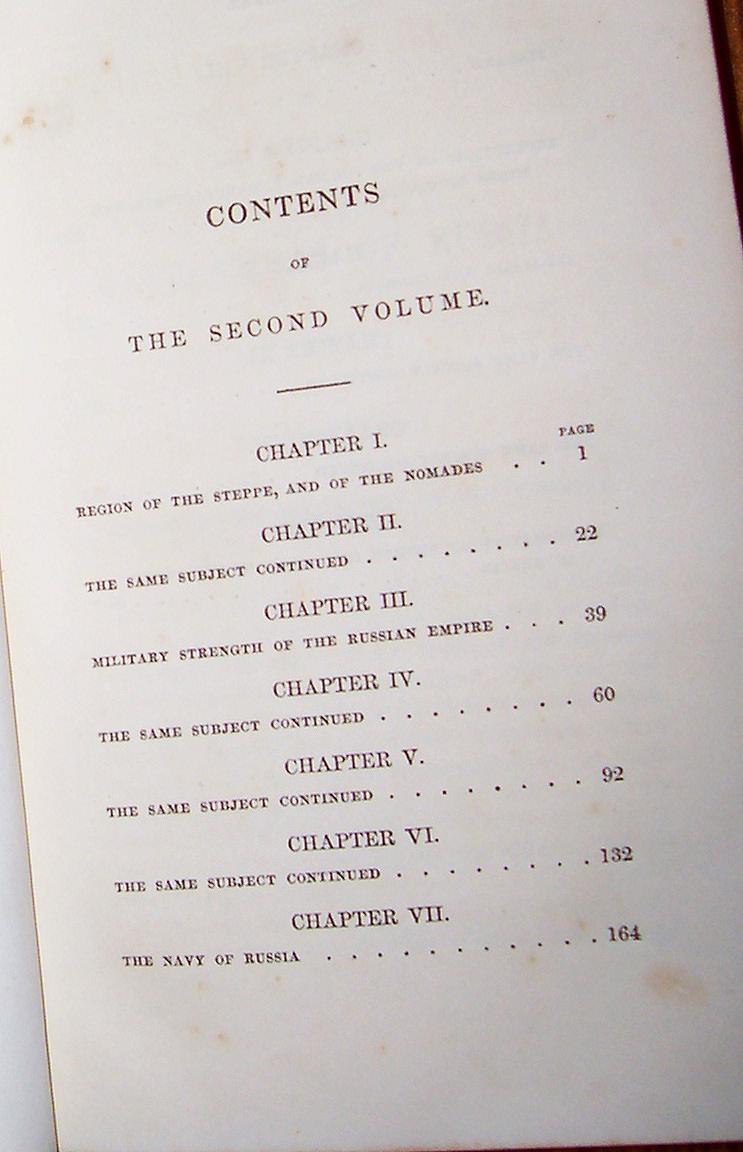 CONTENTS
OF
THE SECOND VOLUME.
CHAPTER I.
PAGE
REGION OF THE STEPPE, AND OF THE NOMADES . . 1
CHAPTER II.
THE SAME SUBJECT CONTINUED . . . . . . . . 22
CHAPTER III.
MILITARY STRENGTH OF THE RUSSIAN EMPIRE . . . 39
CHAPTER IV.
THE SAME SUBJECT CONTINUED . . . . . . . . 60
CHAPTER V.
THE SAME SUBJECT CONTINUED . . . . . . . . 92
CHAPTER VI.
THE SAME SUBJECT CONTINUED . . . . . . . . 132
CHAPTER VII.
THE NAVY OF RUSSIA . . . . . . . . . . . 164